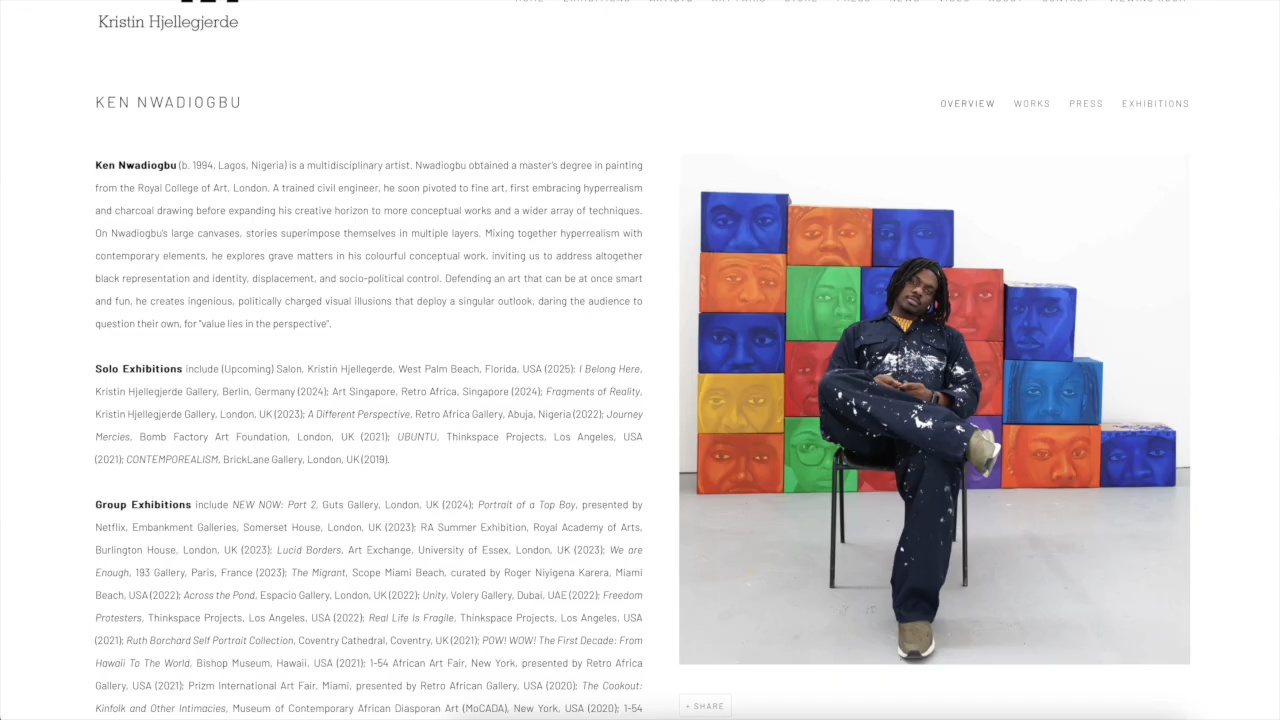 HOME EXHIBITIONS ARTISTS ART FAIRS STORE PRESS NEWS VIDEO ABOUT CONTACT VIEWING ROOM
Kristin Hjellegjerde
KEN NWADIOGBU
OVERVIEW WORKS PRESS EXHIBITIONS
Ken Nwadiogbu (b. 1994, Lagos, Nigeria) is a multidisciplinary artist. Nwadiogbu obtained a master's degree in painting
from the Royal College of Art, London. A trained civil engineer, he soon pivoted to fine art, first embracing hyperrealism
and charcoal drawing before expanding his creative horizon to more conceptual works and a wider array of techniques.
On Nwadiogbu's large canvases, stories superimpose themselves in multiple layers. Mixing together hyperrealism with
contemporary elements, he explores grave matters in his colourful conceptual work, inviting us to address altogether
black representation and identity, displacement, and socio-political control. Defending an art that can be at once smart
and fun, he creates ingenious, politically charged visual illusions that deploy a singular outlook, daring the audience to
question their own, for "value lies in the perspective".
Solo Exhibitions include (Upcoming) Salon, Kristin Hjellegerde, West Palm Beach, Florida, USA (2025); I Belong Here,
Kristin Hjellegjerde Gallery, Berlin, Germany (2024); Art Singapore, Retro Africa, Singapore (2024); Fragments of Reality,
Kristin Hjellegjerde Gallery, London, UK (2023); A Different Perspective, Retro Africa Gallery, Abuja, Nigeria (2022); Journey
Mercies, Bomb Factory Art Foundation, London, UK (2021); UBUNTU, Thinkspace Projects, Los Angeles, USA
(2021); CONTEMPOREALISM, BrickLane Gallery, London, UK (2019).
Group Exhibitions include NEW NOW: Part 2, Guts Gallery, London, UK (2024); Portrait of a Top Boy, presented by
Netflix, Embankment Galleries, Somerset House, London, UK (2023); RA Summer Exhibition, Royal Academy of Arts,
Burlington House, London, UK (2023); Lucid Borders, Art Exchange, University of Essex, London, UK (2023); We are
Enough, 193 Gallery, Paris, France (2023); The Migrant, Scope Miami Beach, curated by Roger Niyigena Karera, Miami
Beach, USA (2022); Across the Pond, Espacio Gallery, London, UK (2022); Unity, Volery Gallery, Dubai, UAE (2022); Freedom
Protesters, Thinkspace Projects, Los Angeles, USA (2022); Real Life Is Fragile, Thinkspace Projects, Los Angeles, USA
(2021); Ruth Borchard Self Portrait Collection, Coventry Cathedral, Coventry, UK (2021); POW! WOW! The First Decade: From
Hawaii To The World, Bishop Museum, Hawaii, USA (2021); 1-54 African Art Fair, New York, presented by Retro Africa
Gallery, USA (2021); Prizm International Art Fair, Miami, presented by Retro African Gallery, USA (2020); The Cookout:
Kinfolk and Other Intimacies, Museum of Contemporary African Diasporan Art (MoCADA), New York, USA (2020); 1-54
+ SHARE